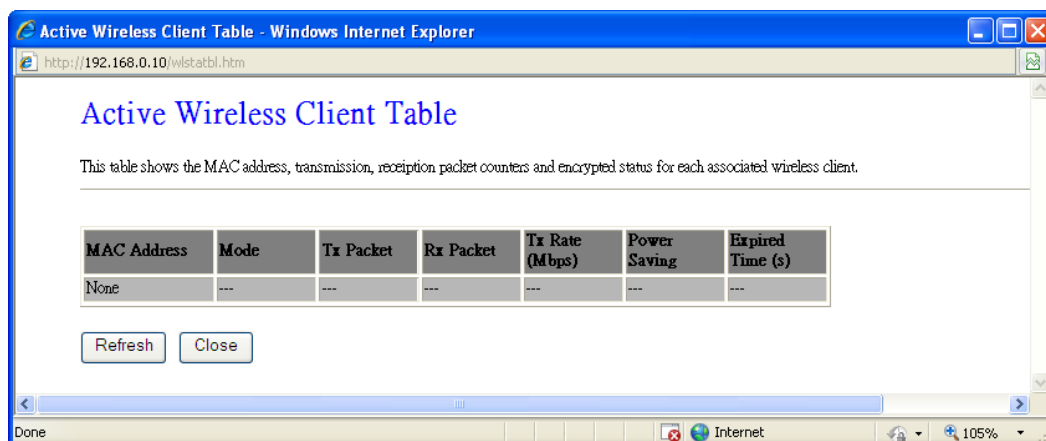 Active Wireless Client Table - Windows Internet Explorer
http://192.168.0.10/wlstatbl.htm
Active Wireless Client Table
This table shows the MAC address, transmission, receiption packet counters and encrypted status for each associated wireless client.
MAC Address Mode Tx Packet Rx Packet Tx Rate (Mbps) Power Saving Expired Time (s)
None --- --- --- --- --- ---
Refresh Close
Done Internet 105%